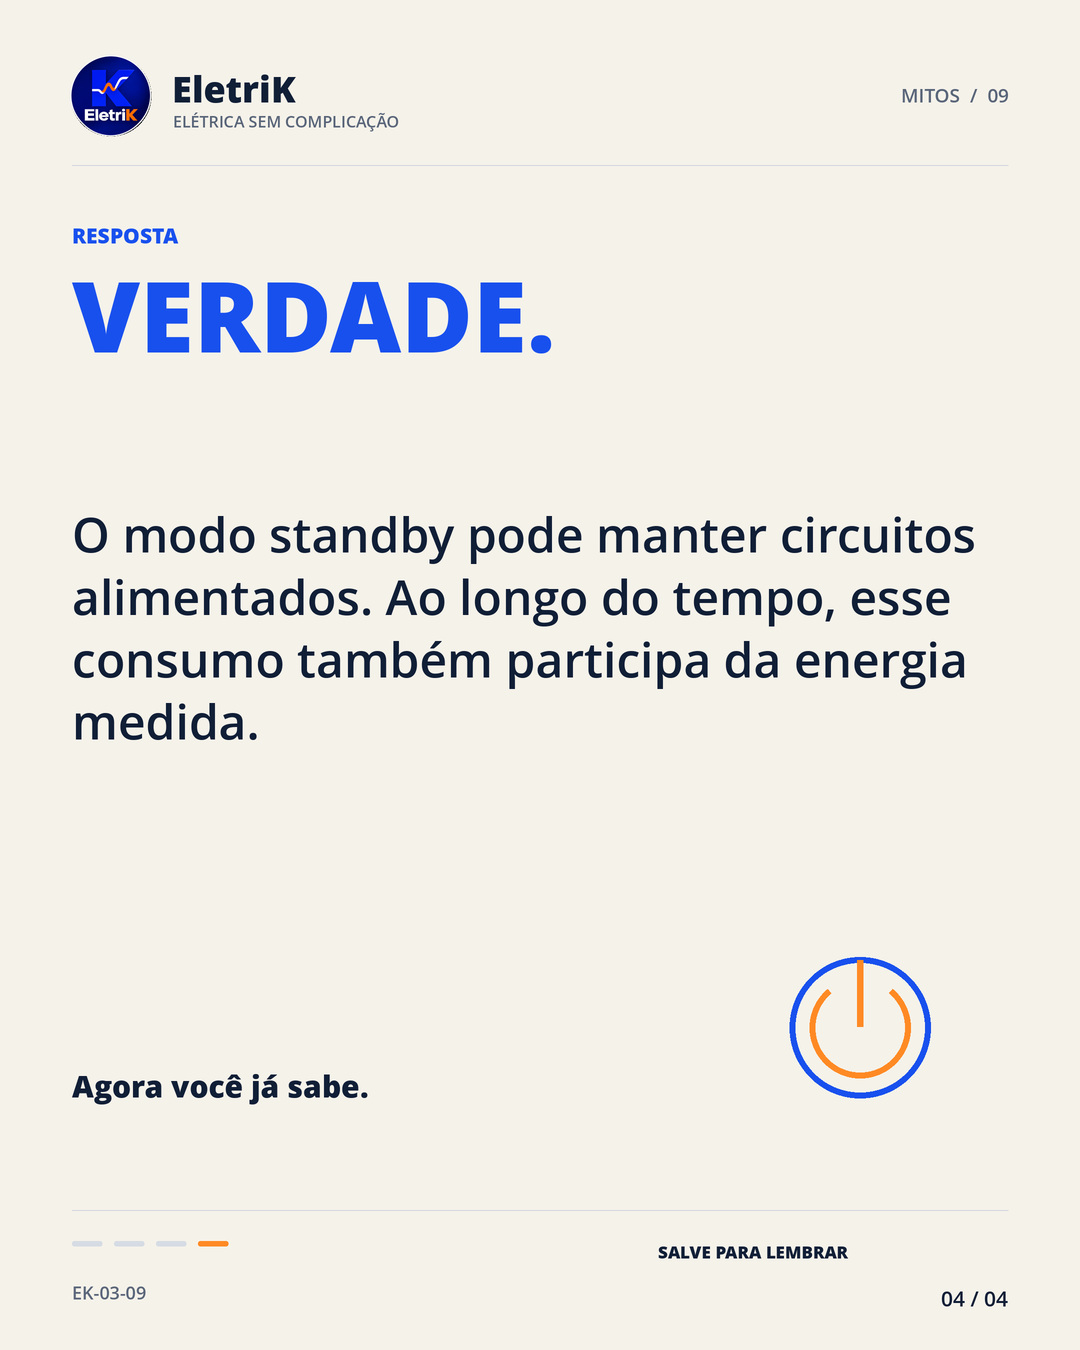 EletriK
EletriK
ELÉTRICA SEM COMPLICAÇÃO
MITOS / 09
RESPOSTA
VERDADE.
O modo standby pode manter circuitos
alimentados. Ao longo do tempo, esse
consumo também participa da energia
medida.
Agora você já sabe.
SALVE PARA LEMBRAR
EK-03-09
04 / 04